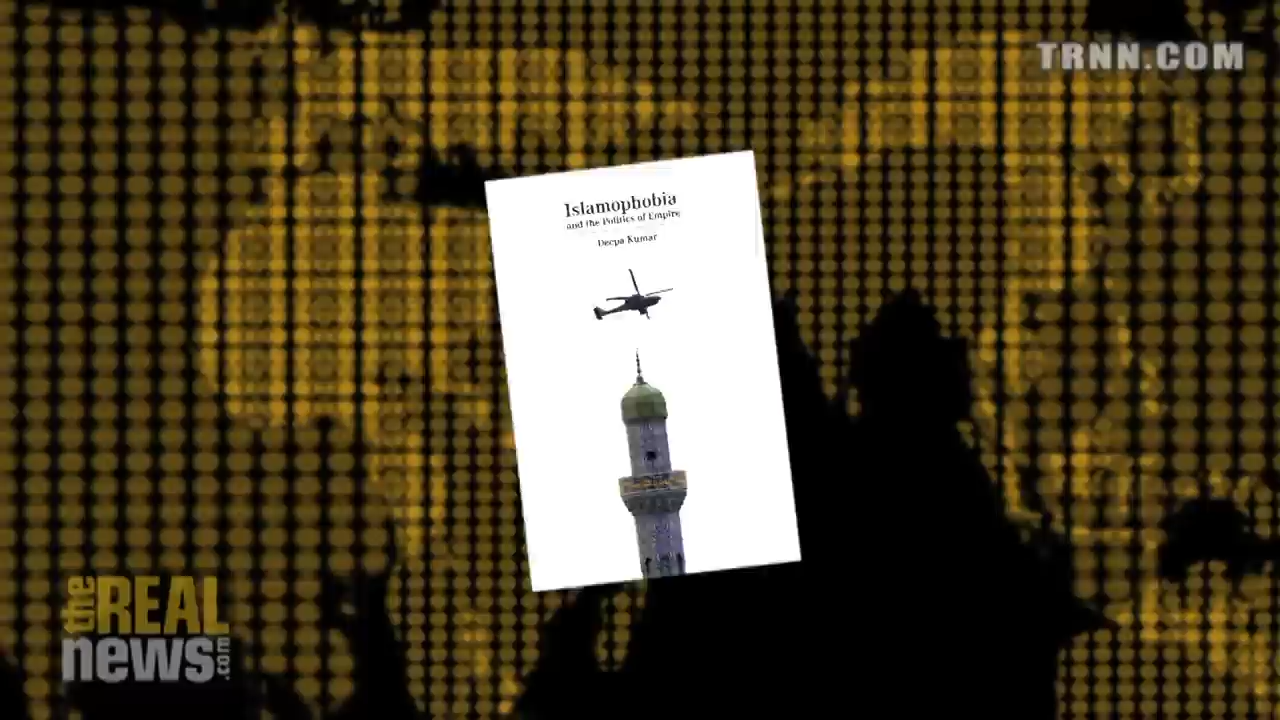 TRNN.COM
Islamophobia
and the Politics of Empire
Deepa Kumar
the REAL
news.com